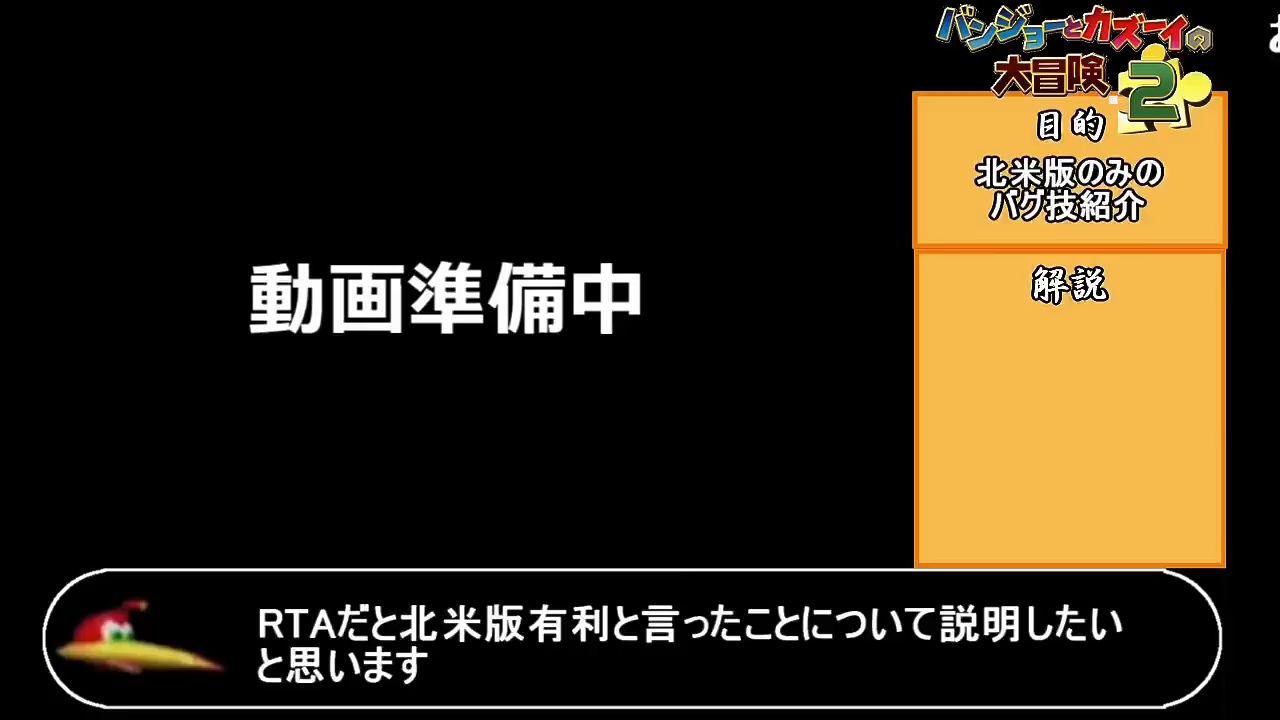 バンジョーとカズーイの
大冒険2
目的
北米版のみの
バグ技紹介
解説
動画準備中
RTAだと北米版有利と言ったことについて説明したい
と思います